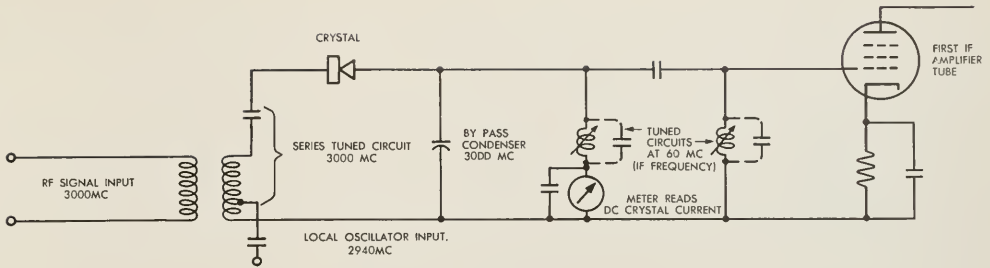 CRYSTAL
FIRST IF
AMPLIFIER
TUBE
SERIES TUNED CIRCUIT
3000 MC
BY PASS
CONDENSER
30DD MC
TUNED
CIRCUITS
AT 60 MC
(IF FREQUENCY)
RF SIGNAL INPUT
3000MC
METER READS
DC CRYSTAL CURRENT
LOCAL OSCILLATOR INPUT.
2940MC